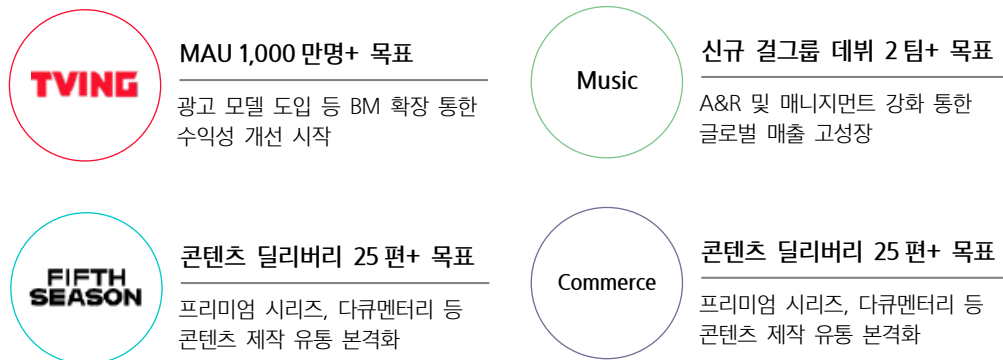 TVING
MAU 1,000만명+ 목표
광고 모델 도입 등 BM 확장 통한
수익성 개선 시작
Music
신규 걸그룹 데뷔 2팀+ 목표
A&R 및 매니지먼트 강화 통한
글로벌 매출 고성장
FIFTH
SEASON
콘텐츠 딜리버리 25편+ 목표
프리미엄 시리즈, 다큐멘터리 등
콘텐츠 제작 유통 본격화
Commerce
콘텐츠 딜리버리 25편+ 목표
프리미엄 시리즈, 다큐멘터리 등
콘텐츠 제작 유통 본격화